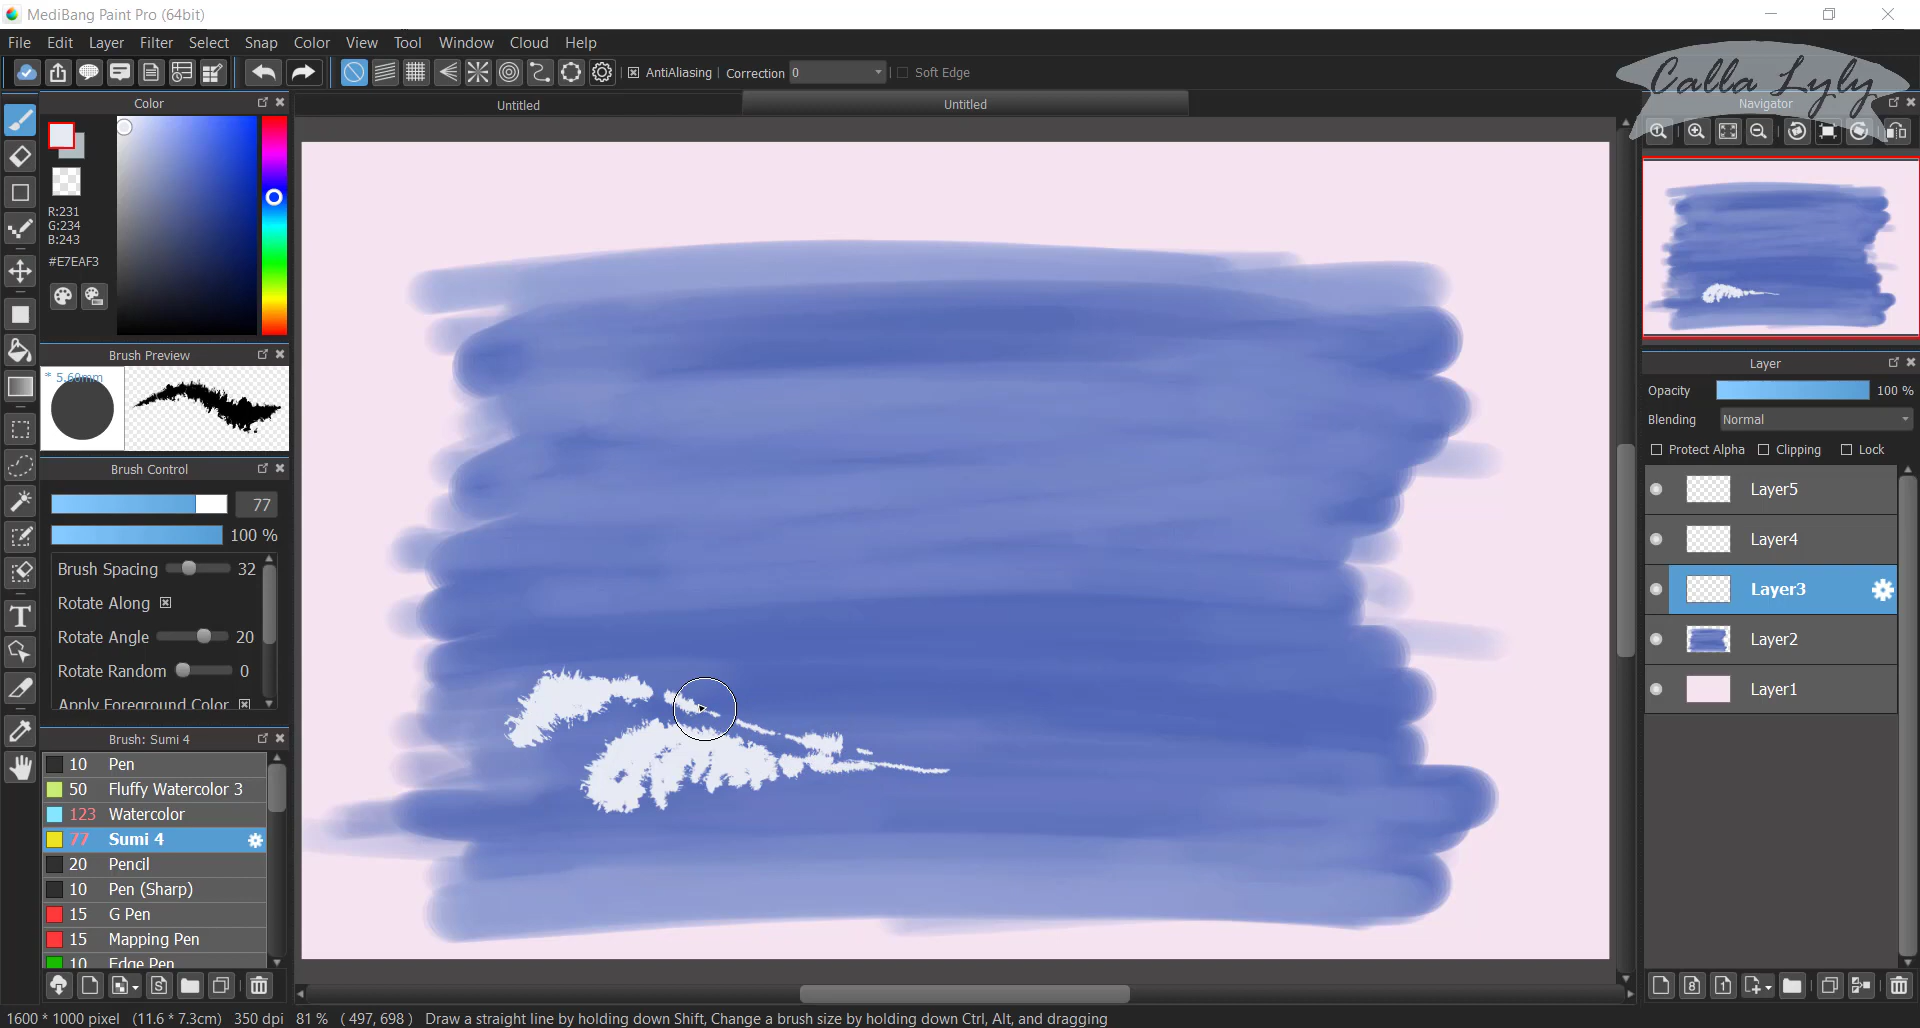 MediBang Paint Pro (64bit)
File Edit Layer Filter Select Snap Color View Tool Window Cloud Help
AntiAliasing Correction 0 Soft Edge
Calla Lyly
Color
Untitled
Untitled
Navigator
R:231
G:234
B:243
#E7EAF3
Brush Preview
* 5.60mm
Brush Control
77
100 %
Brush Spacing 32
Rotate Along
Rotate Angle 20
Rotate Random 0
Apply Foreground Color
Brush: Sumi 4
10 Pen
50 Fluffy Watercolor 3
123 Watercolor
77 Sumi 4
20 Pencil
10 Pen (Sharp)
15 G Pen
15 Mapping Pen
10 Edge Pen
Layer
Opacity 100 %
Blending Normal
Protect Alpha Clipping Lock
Layer5
Layer4
Layer3
Layer2
Layer1
1600 * 1000 pixel (11.6 * 7.3cm) 350 dpi 81 % ( 497, 698 ) Draw a straight line by holding down Shift, Change a brush size by holding down Ctrl, Alt, and dragging